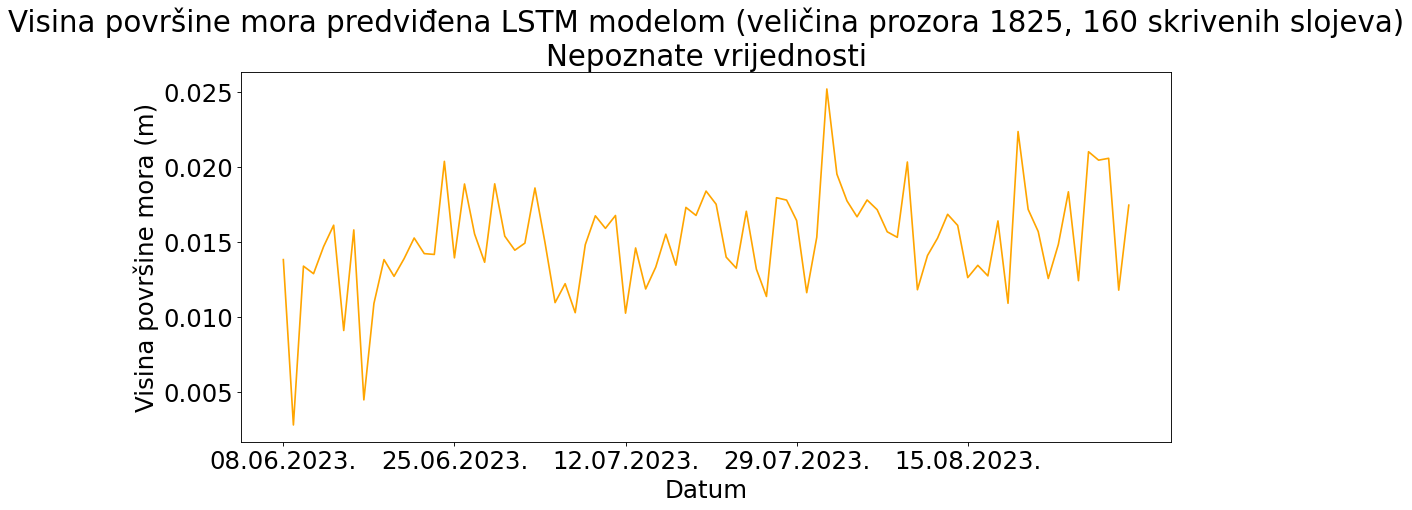 Visina površine mora predviđena LSTM modelom (veličina prozora 1825, 160 skrivenih slojeva)
Nepoznate vrijednosti
Visina površine mora (m)
0.025
0.020
0.015
0.010
0.005
08.06.2023. 25.06.2023. 12.07.2023. 29.07.2023. 15.08.2023.
Datum